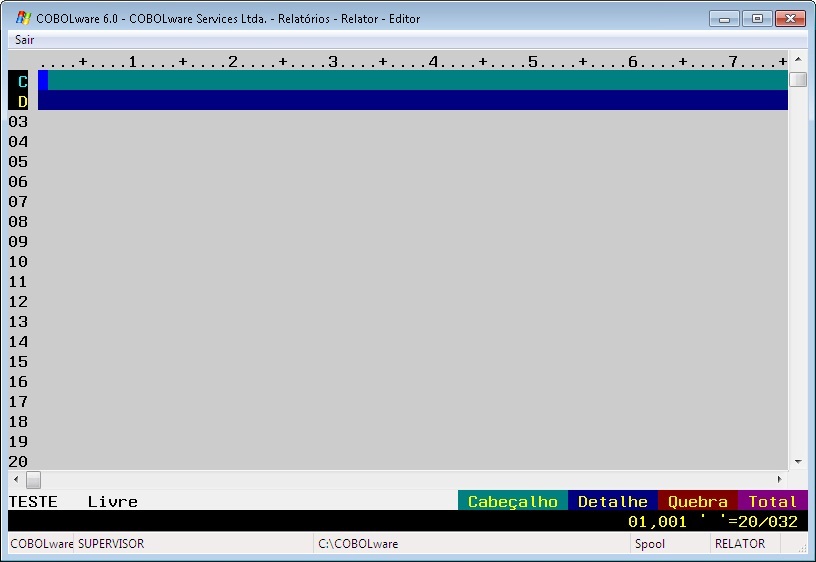 COBOLware 6.0 - COBOLware Services Ltda. - Relatórios - Relator - Editor
Sair
....+....1....+....2....+....3....+....4....+....5....+....6....+....7....+
C
D
03
04
05
06
07
08
09
10
11
12
13
14
15
16
17
18
19
20
TESTE Livre Cabeçalho Detalhe Quebra Total
01,001 ' '=20/032
COBOLware SUPERVISOR C:\COBOLware Spool RELATOR